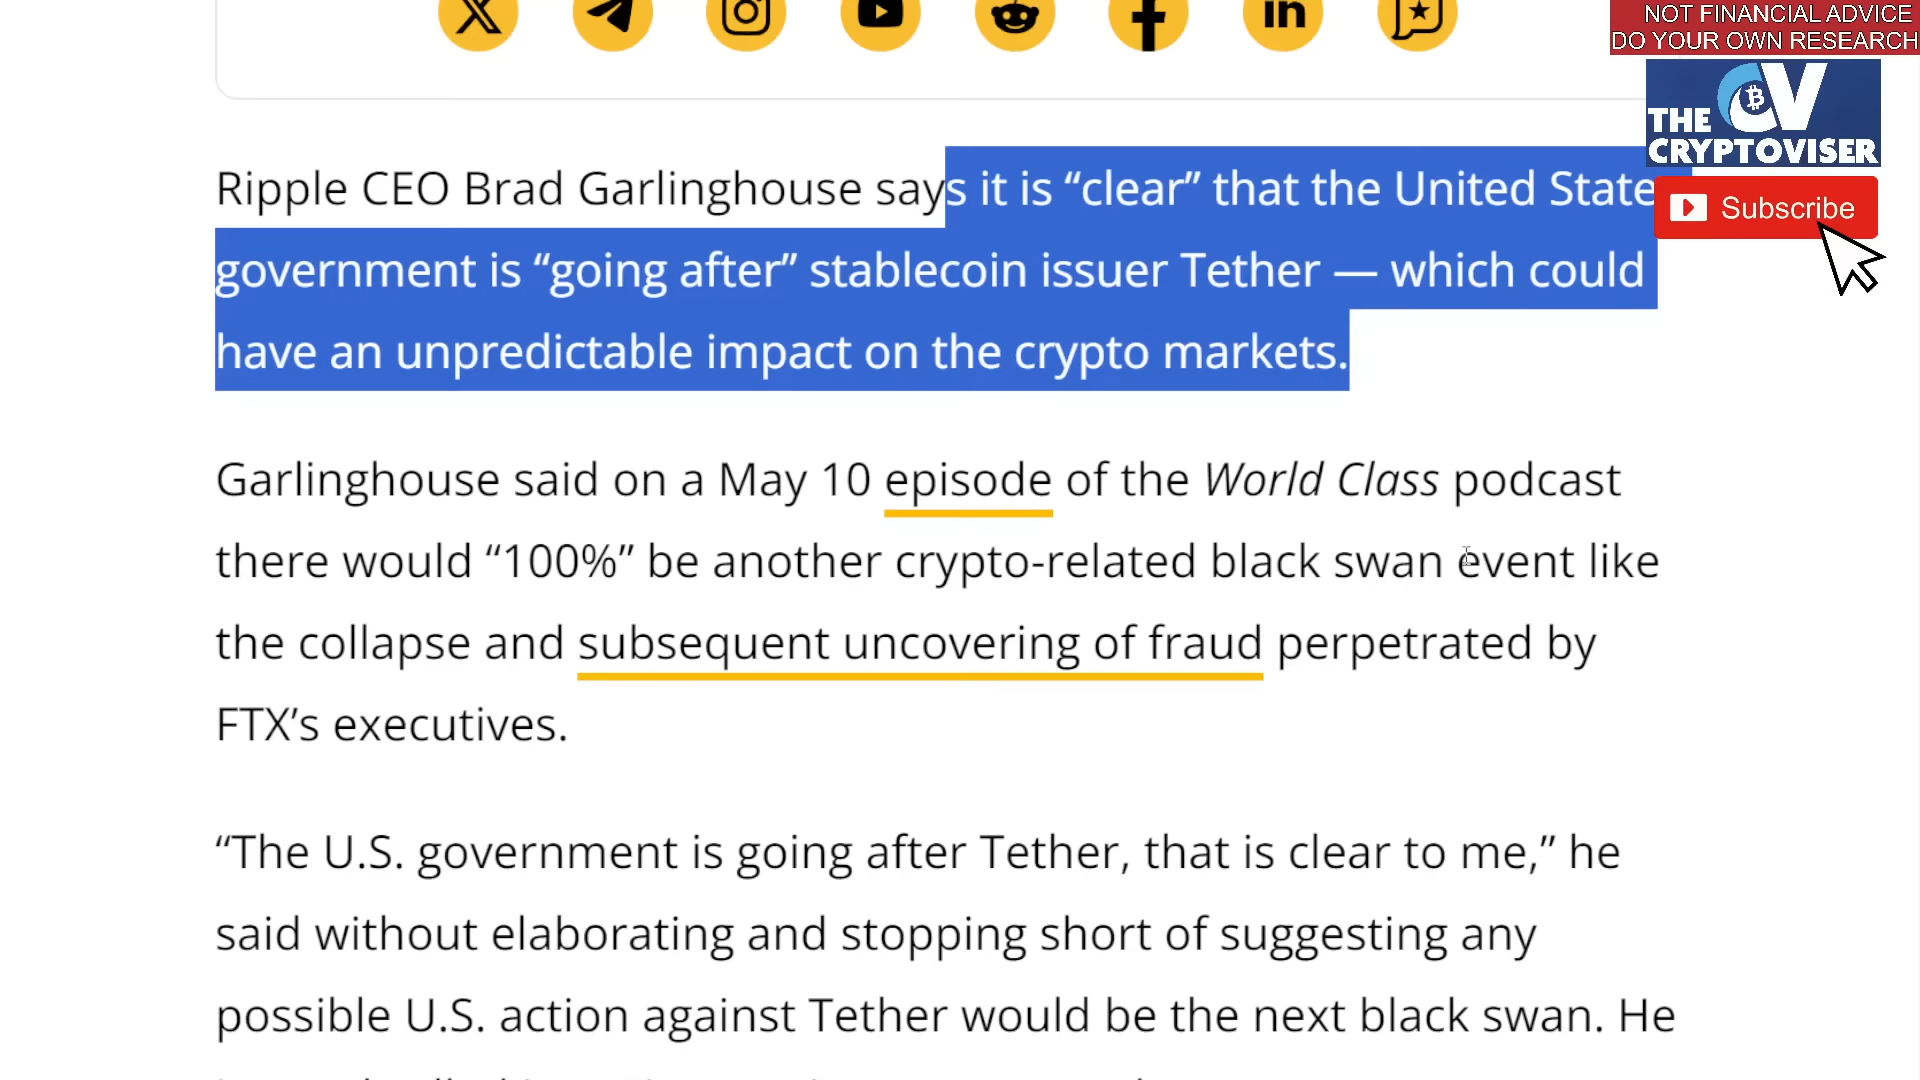 NOT FINANCIAL ADVICE
DO YOUR OWN RESEARCH
THE CV
CRYPTOVISER
Subscribe
Ripple CEO Brad Garlinghouse says it is “clear” that the United State
government is “going after” stablecoin issuer Tether — which could
have an unpredictable impact on the crypto markets.
Garlinghouse said on a May 10 episode of the World Class podcast
there would “100%” be another crypto-related black swan event like
the collapse and subsequent uncovering of fraud perpetrated by
FTX’s executives.
“The U.S. government is going after Tether, that is clear to me,” he
said without elaborating and stopping short of suggesting any
possible U.S. action against Tether would be the next black swan. He